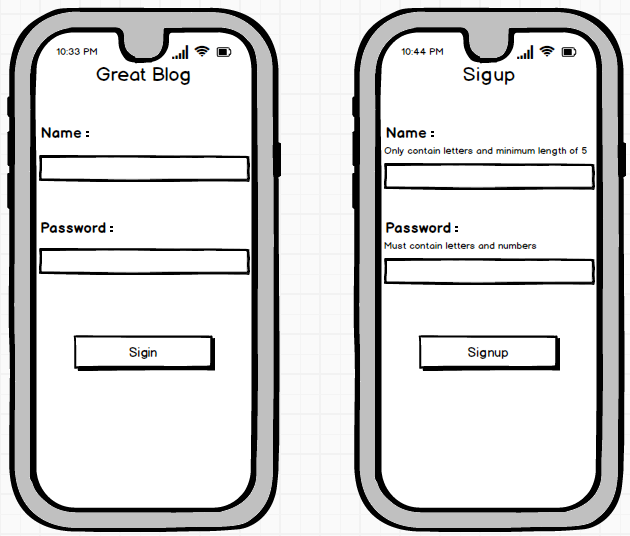 10:33 PM
Great Blog
Name :
Password :
Sigin
10:44 PM
Sigup
Name :
Only contain letters and minimum length of 5
Password :
Must contain letters and numbers
Signup